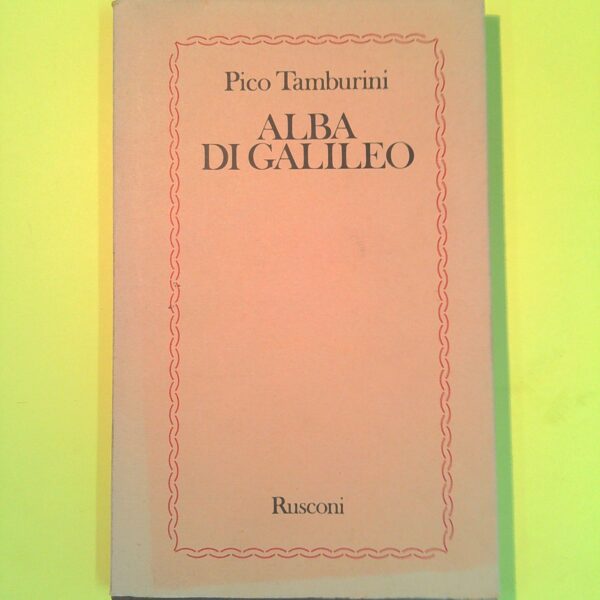 Pico Tamburini
ALBA
DI GALILEO
Rusconi